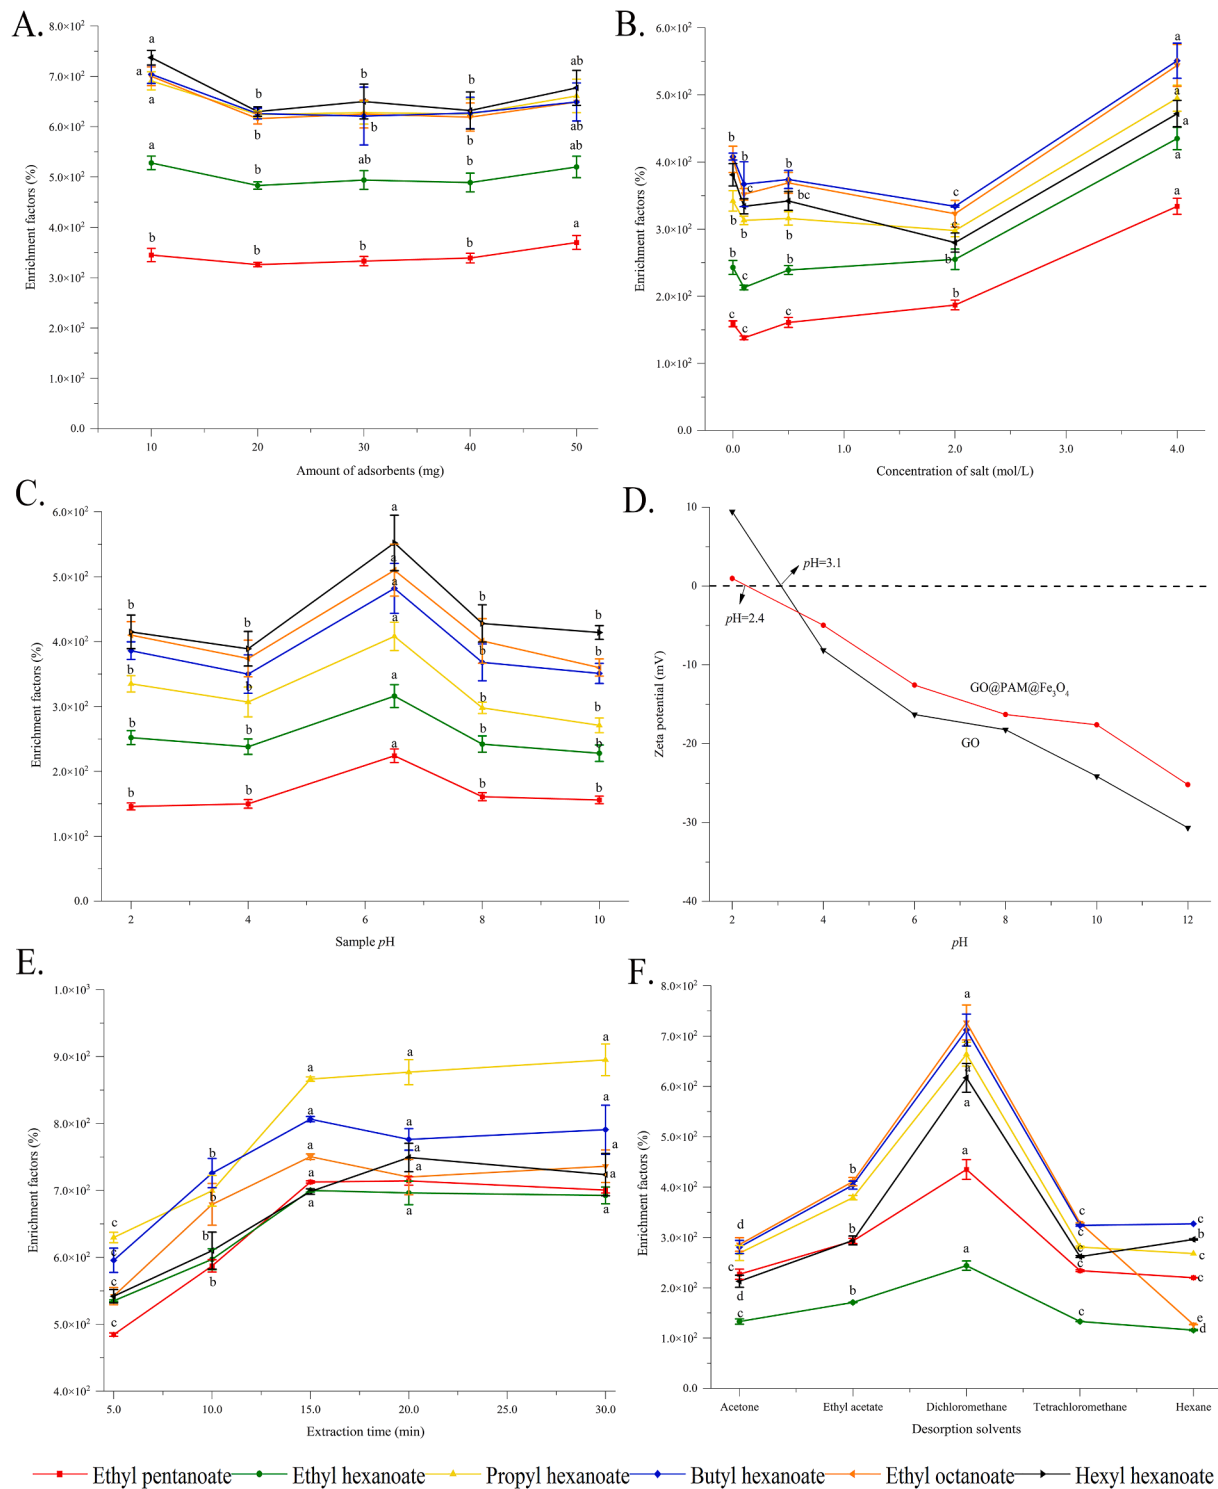 A.
8.0×10²
7.0×10²
6.0×10²
5.0×10²
4.0×10²
3.0×10²
2.0×10²
1.0×10²
0.0
Enrichment factors (%)
10
20
30
40
50
Amount of adsorbents (mg)
a
a
a
a
b
b
b
b
b
b
ab
b
b
b
b
b
b
ab
ab
ab
a
B.
6.0×10²
5.0×10²
4.0×10²
3.0×10²
2.0×10²
1.0×10²
0.0
Enrichment factors (%)
0.0
1.0
2.0
3.0
4.0
Concentration of salt (mol/L)
b
b
b
b
c
b
c
b
c
c
b
bc
b
b
c
c
c
b
b
a
a
a
a
a
C.
6.0×10²
5.0×10²
4.0×10²
3.0×10²
2.0×10²
1.0×10²
0.0
Enrichment factors (%)
2
4
6
8
10
Sample pH
b
b
b
b
b
b
b
b
b
b
a
a
a
a
a
b
b
b
b
b
b
b
b
b
b
D.
10
0
-10
-20
-30
-40
Zeta potential (mV)
2
4
6
8
10
12
pH
pH=3.1
pH=2.4
GO@PAM@Fe₃O₄
GO
E.
1.0×10³
9.0×10²
8.0×10²
7.0×10²
6.0×10²
5.0×10²
4.0×10²
Enrichment factors (%)
5.0
10.0
15.0
20.0
25.0
30.0
Extraction time (min)
c
c
c
c
b
b
b
b
a
a
a
a
a
a
a
a
a
a
a
a
a
a
F.
8.0×10²
7.0×10²
6.0×10²
5.0×10²
4.0×10²
3.0×10²
2.0×10²
1.0×10²
0.0
Enrichment factors (%)
Acetone
Ethyl acetate
Dichloromethane
Tetrachloromethane
Hexane
Desorption solvents
d
c
d
c
b
b
b
a
a
a
a
a
c
c
c
c
c
b
c
c
e
d
Ethyl pentanoate
Ethyl hexanoate
Propyl hexanoate
Butyl hexanoate
Ethyl octanoate
Hexyl hexanoate